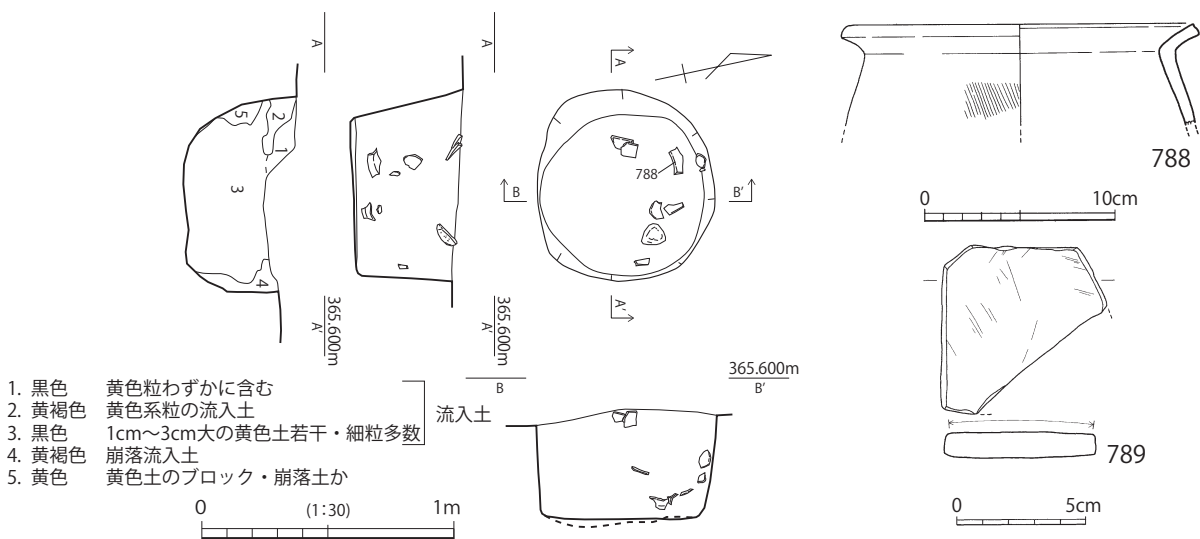 A
A
A
5
2
1
3
4
788
B
B'
A'
A'
A'
365.600m
365.600m
365.600m
B
B'
1. 黒色 黄色粒わずかに含む
2. 黄褐色 黄色系粒の流入土
3. 黒色 1cm〜3cm大の黄色土若干・細粒多数
4. 黄褐色 崩落流入土
5. 黄色 黄色土のブロック・崩落土か
流入土
0 (1:30) 1m
788
0 10cm
789
0 5cm